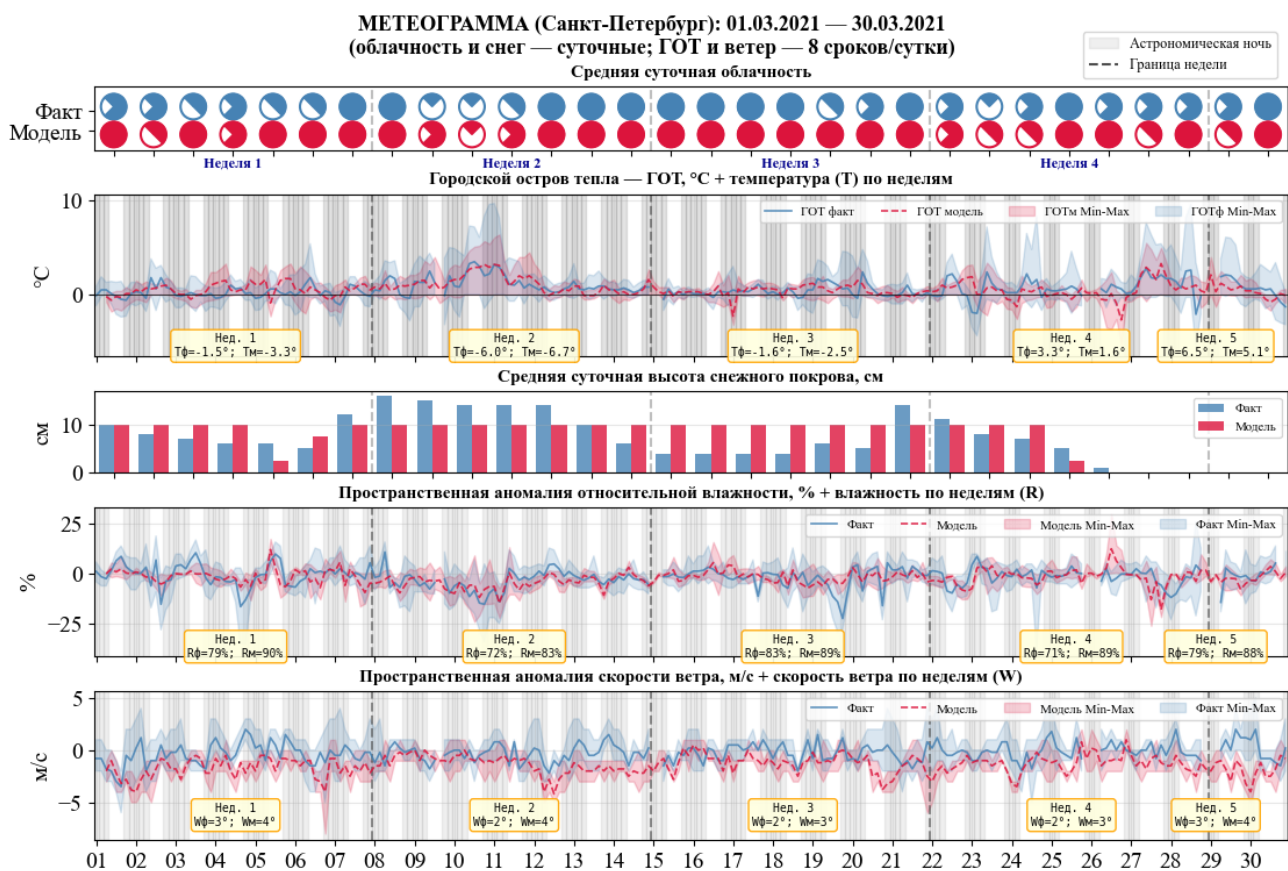 МЕТЕОГРАММА (Санкт-Петербург): 01.03.2021 — 30.03.2021
(облачность и снег — суточные; ГОТ и ветер — 8 сроков/сутки)
Астрономическая ночь
Граница недели
Средняя суточная облачность
Факт
Модель
Неделя 1 Неделя 2 Неделя 3 Неделя 4
Городской остров тепла — ГОТ, °C + температура (T) по неделям
ГОТ факт ГОТ модель ГОТм Min-Max ГОТф Min-Max
10
0
°C
Нед. 1
Тф=-1.5°; Тм=-3.3°
Нед. 2
Тф=-6.0°; Тм=-6.7°
Нед. 3
Тф=-1.6°; Тм=-2.5°
Нед. 4
Тф=3.3°; Тм=1.6°
Нед. 5
Тф=6.5°; Тм=5.1°
Средняя суточная высота снежного покрова, см
Факт
Модель
10
0
см
Пространственная аномалия относительной влажности, % + влажность по неделям (R)
Факт Модель Модель Min-Max Факт Min-Max
25
0
−25
%
Нед. 1
Rф=79%; Rм=90%
Нед. 2
Rф=72%; Rм=83%
Нед. 3
Rф=83%; Rм=89%
Нед. 4
Rф=71%; Rм=89%
Нед. 5
Rф=79%; Rм=88%
Пространственная аномалия скорости ветра, м/с + скорость ветра по неделям (W)
Факт Модель Модель Min-Max Факт Min-Max
5
0
−5
м/с
Нед. 1
Wф=3°; Wм=4°
Нед. 2
Wф=2°; Wм=4°
Нед. 3
Wф=2°; Wм=3°
Нед. 4
Wф=2°; Wм=3°
Нед. 5
Wф=3°; Wм=4°
01 02 03 04 05 06 07 08 09 10 11 12 13 14 15 16 17 18 19 20 21 22 23 24 25 26 27 28 29 30